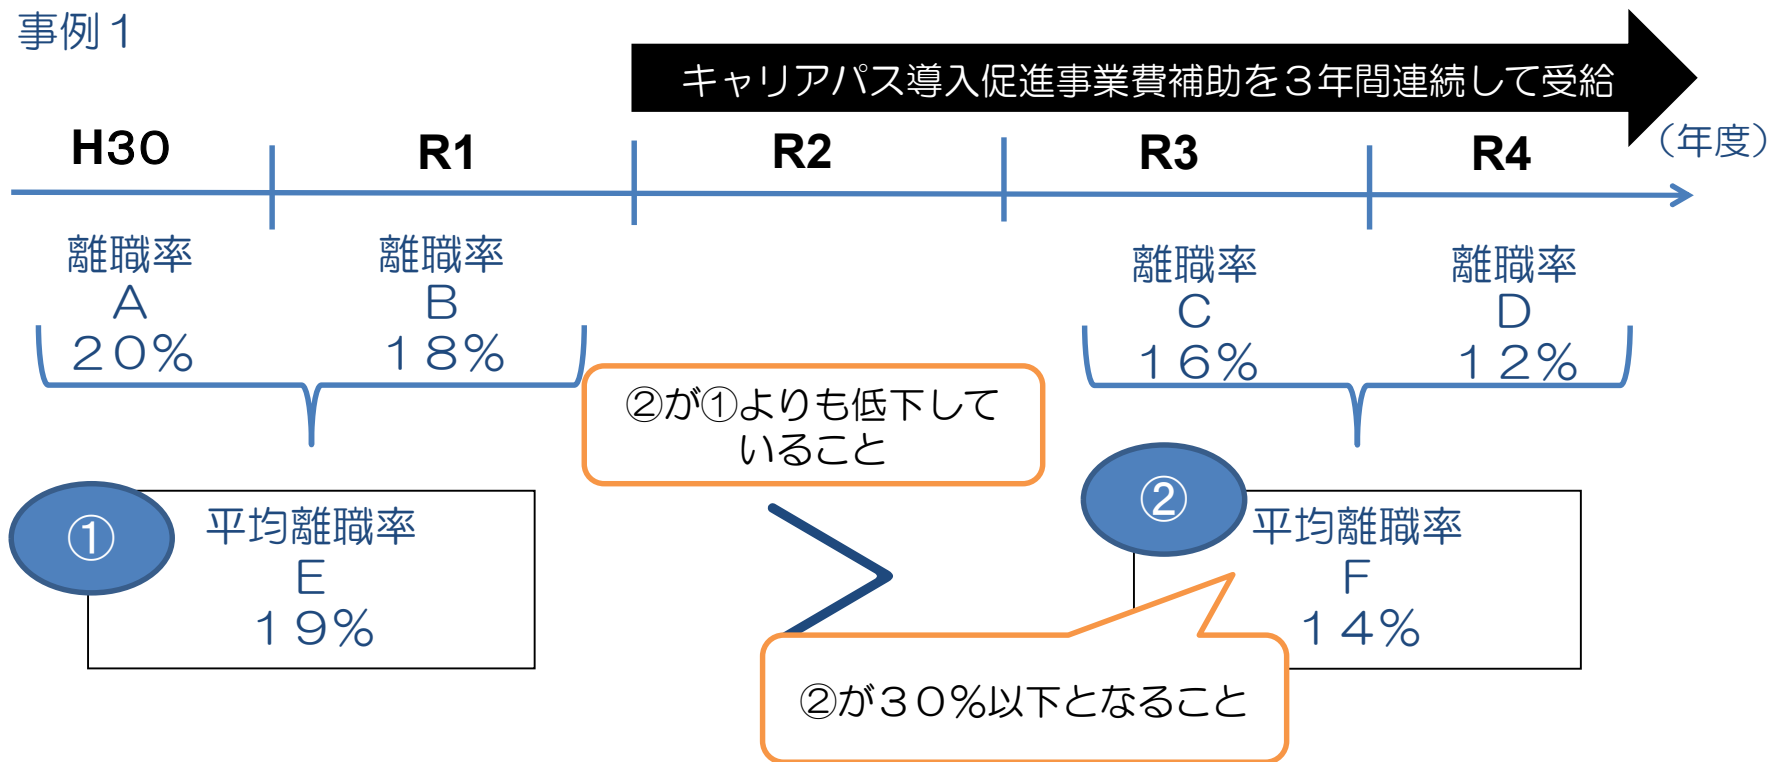 事例１
キャリアパス導入促進事業費補助を３年間連続して受給
H30
R1
R2
R3
R4
（年度）
離職率
A
２０％
離職率
B
１８％
離職率
C
１６％
離職率
D
１２％
②が①よりも低下して
いること
①
平均離職率
E
１９％
②
平均離職率
F
１４％
②が３０％以下となること